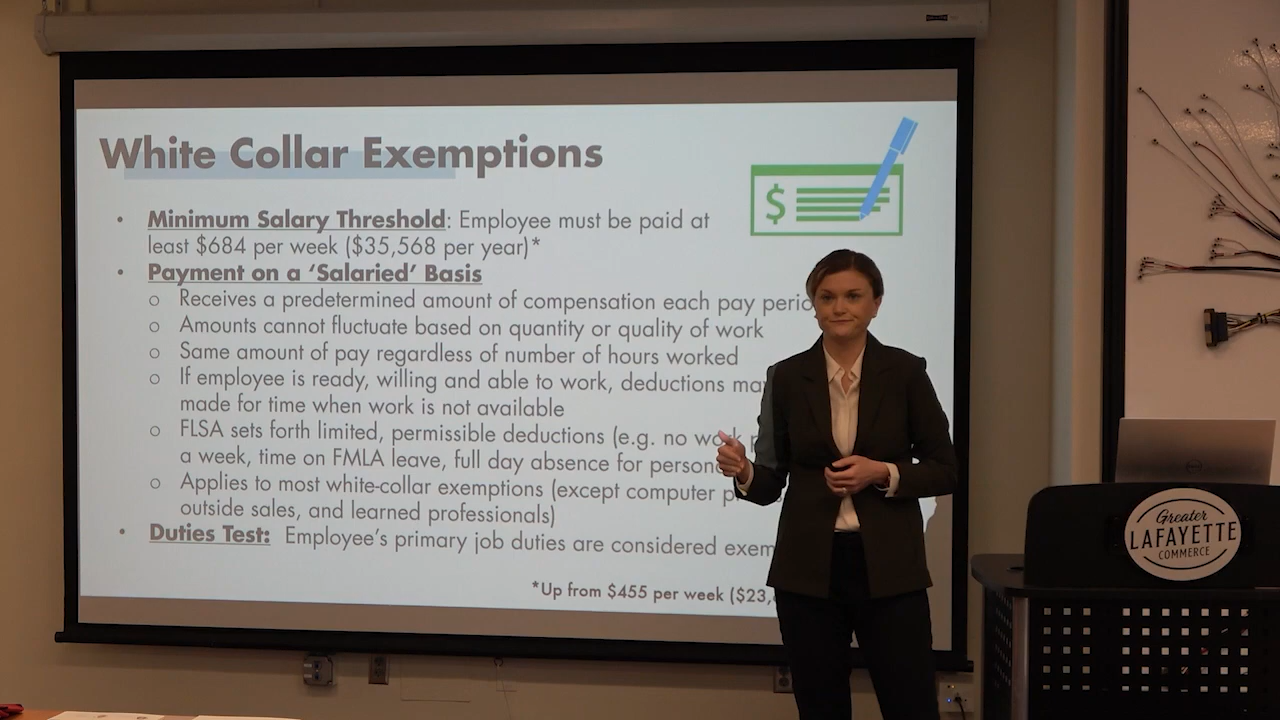 White Collar Exemptions
$
• Minimum Salary Threshold: Employee must be paid at
least $684 per week ($35,568 per year)*
• Payment on a ‘Salaried’ Basis
o Receives a predetermined amount of compensation each pay
o Amounts cannot fluctuate based on quantity or quality of work
o Same amount of pay regardless of number of hours worked
o If employee is ready, willing and able to work, deductions
made for time when work is not available
o FLSA sets forth limited, permissible deductions (e.g. no work
a week, time on FMLA leave, full day absence for
o Applies to most white-collar exemptions (except computer
outside sales, and learned professionals)
• Duties Test: Employee’s primary job duties are considered
*Up from $455 per week
Greater
LAFAYETTE
COMMERCE
DELL